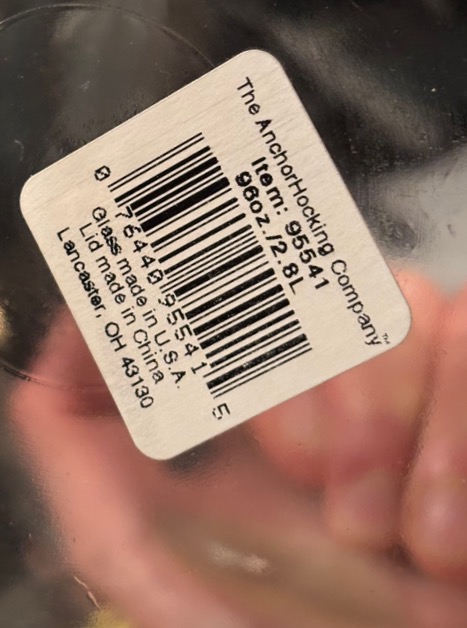 The AnchorHocking Company™
Item: 95541
96oz./2.8L
0 76440 95541 5
Glass made in U.S.A.
Lid made in China
Lancaster, OH 43130